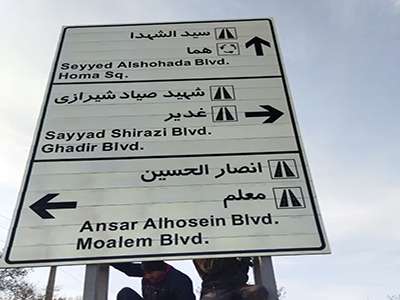 سید الشهدا
هما
Seyyed Alshohada Blvd.
Homa Sq.
شهید صیاد شیرازی
غدیر
Sayyad Shirazi Blvd.
Ghadir Blvd.
انصار الحسین
معلم
Ansar Alhosein Blvd.
Moalem Blvd.